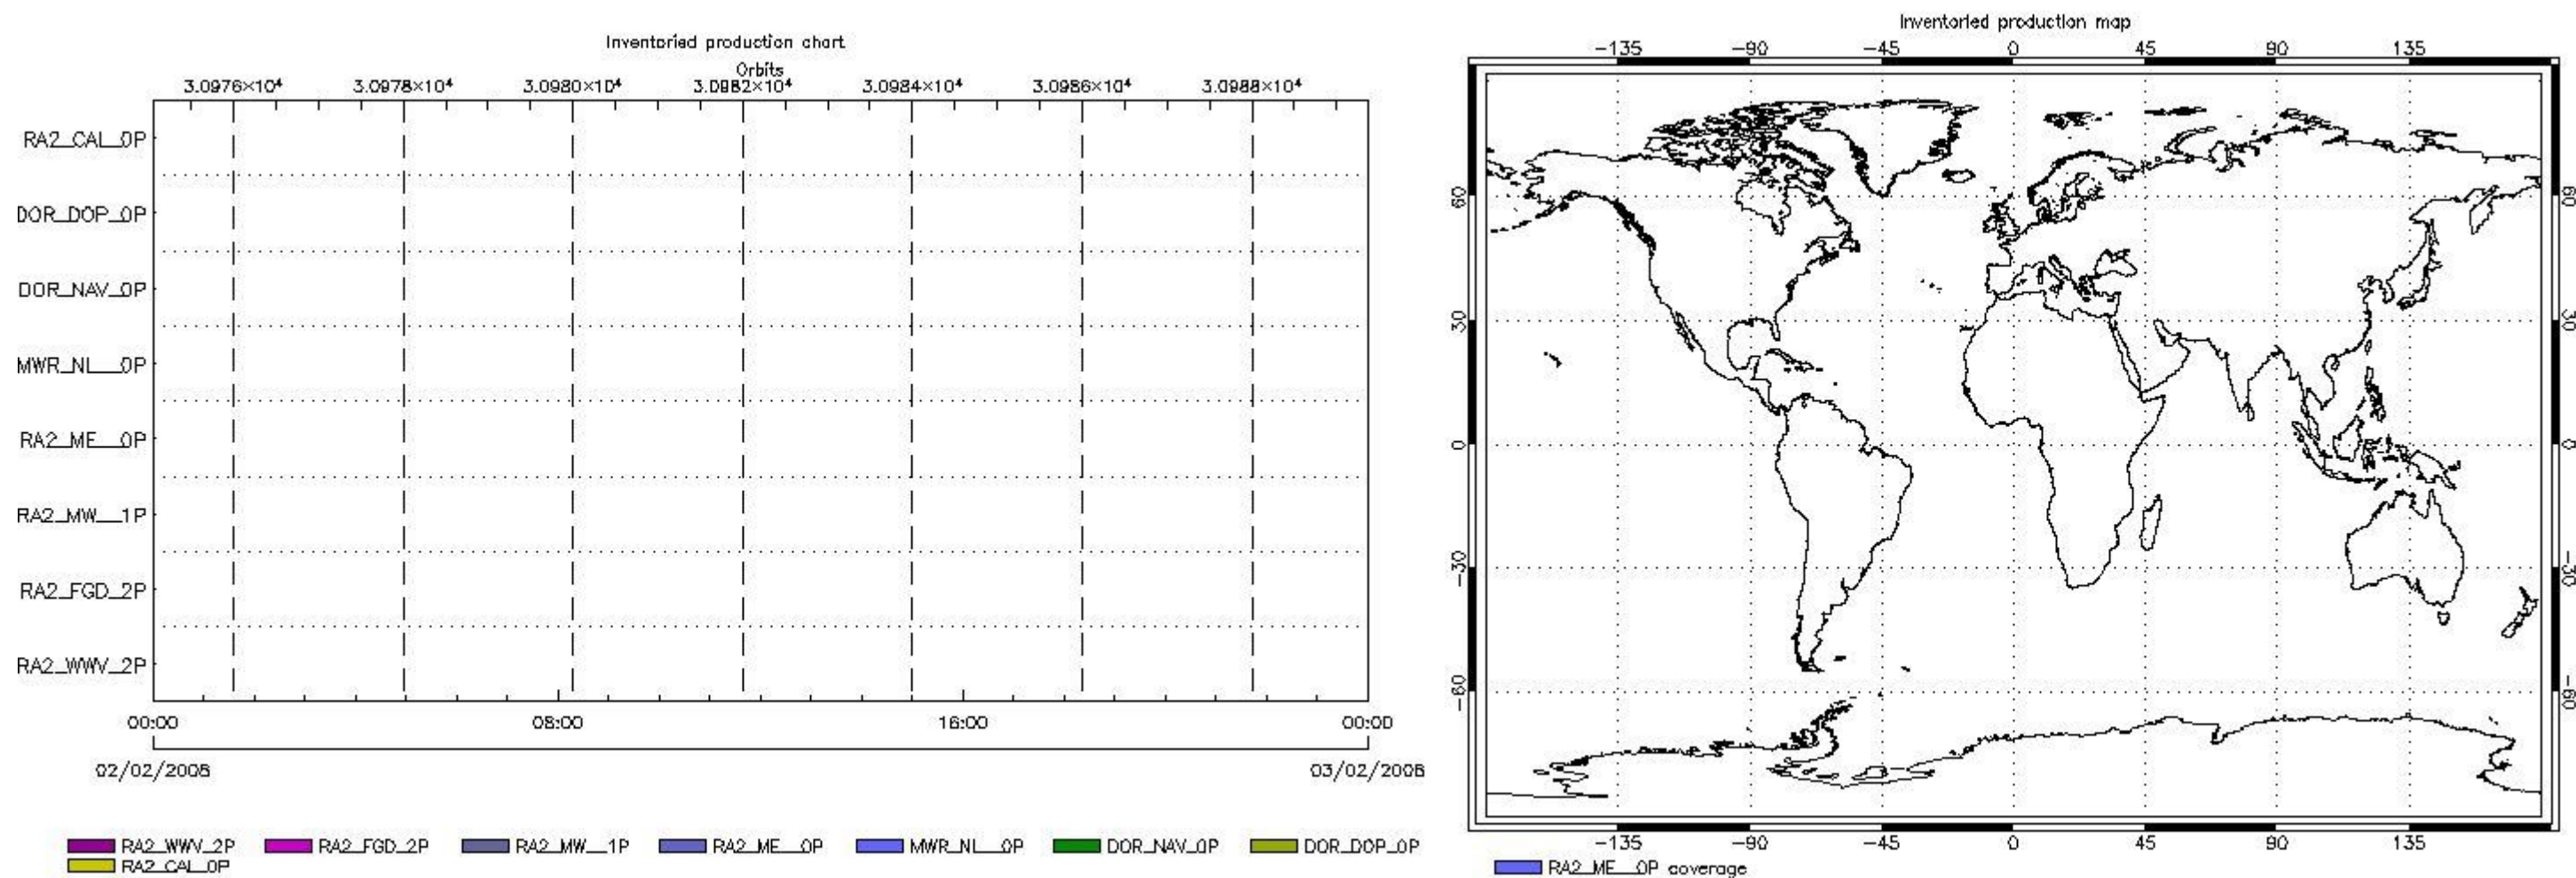 Inventoried production chart
Orbits
3.0976×10⁴ 3.0978×10⁴ 3.0980×10⁴ 3.0982×10⁴ 3.0984×10⁴ 3.0986×10⁴ 3.0988×10⁴
RA2_CAL_0P
DOR_DOP_0P
DOR_NAV_0P
MWR_NL__0P
RA2_ME__0P
RA2_MW__1P
RA2_FGD_2P
RA2_WWV_2P
00:00 08:00 16:00 00:00
02/02/2008 03/02/2008
RA2_WWV_2P RA2_FGD_2P RA2_MW__1P RA2_ME__0P MWR_NL__0P DOR_NAV_0P DOR_DOP_0P
RA2_CAL_0P
Inventoried production map
-135 -90 -45 0 45 90 135
60 60
30 30
0 0
-30 -30
-60 -60
-135 -90 -45 0 45 90 135
RA2_ME__0P coverage